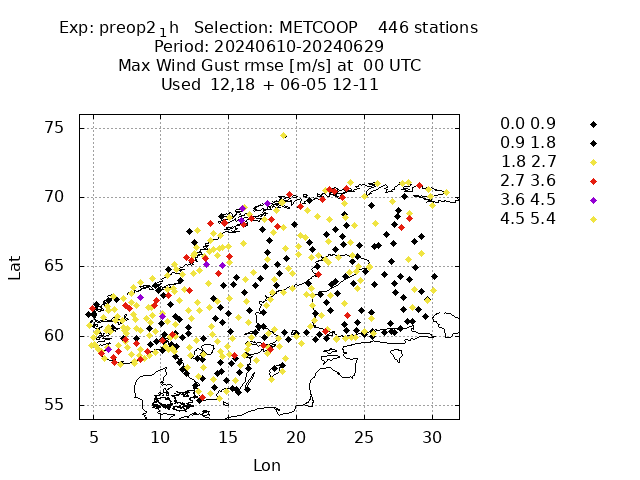 Exp: preop2₁h   Selection: METCOOP    446 stations
Period: 20240610-20240629
Max Wind Gust rmse [m/s] at  00 UTC
Used  12,18 + 06-05 12-11
75
70
65
60
55
Lat
5 10 15 20 25 30
Lon
0.0 0.9
0.9 1.8
1.8 2.7
2.7 3.6
3.6 4.5
4.5 5.4